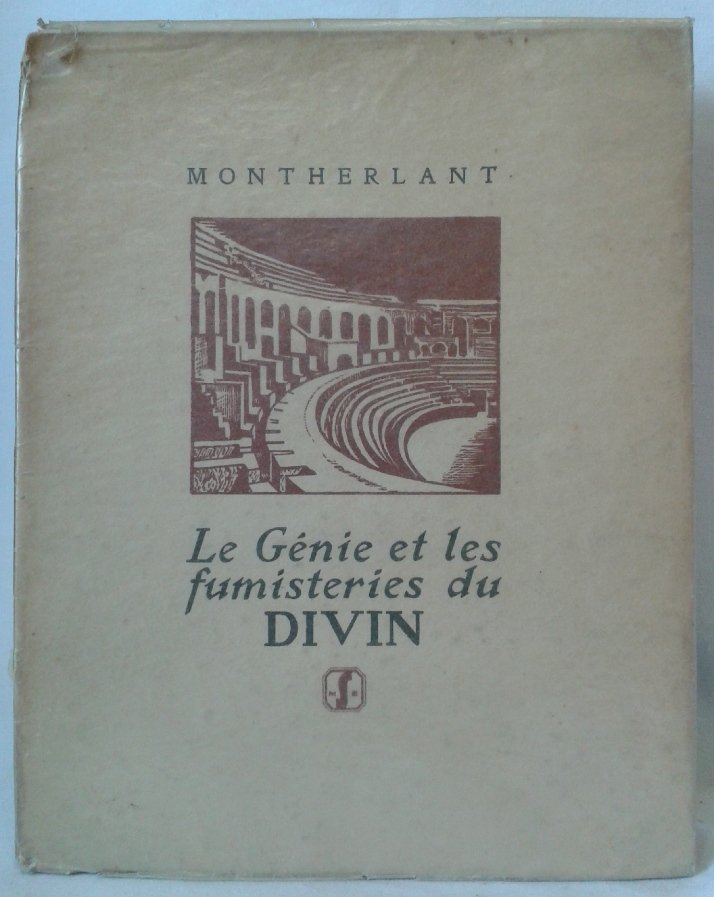 MONTHERLANT
Le Génie et les
fumisteries du
DIVIN